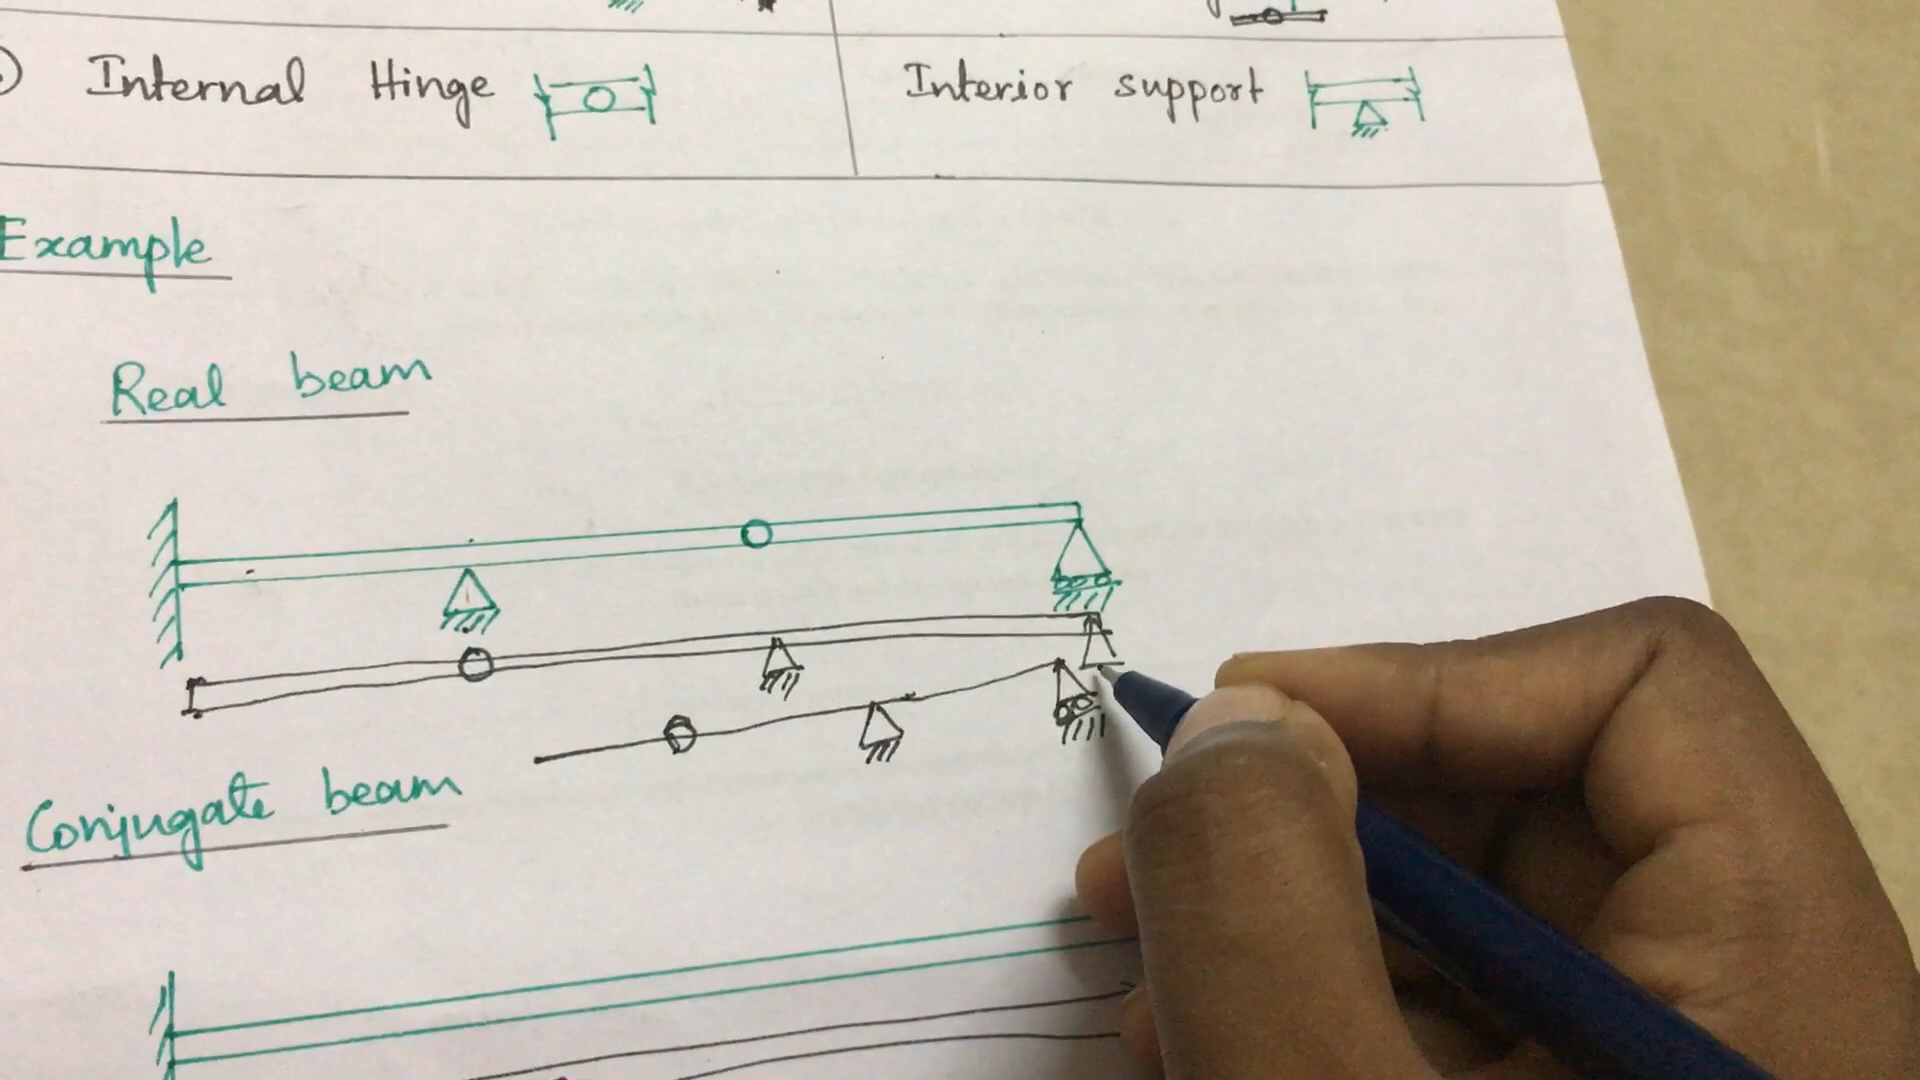 Internal Hinge
Interior support
Example
Real beam
Conjugate beam